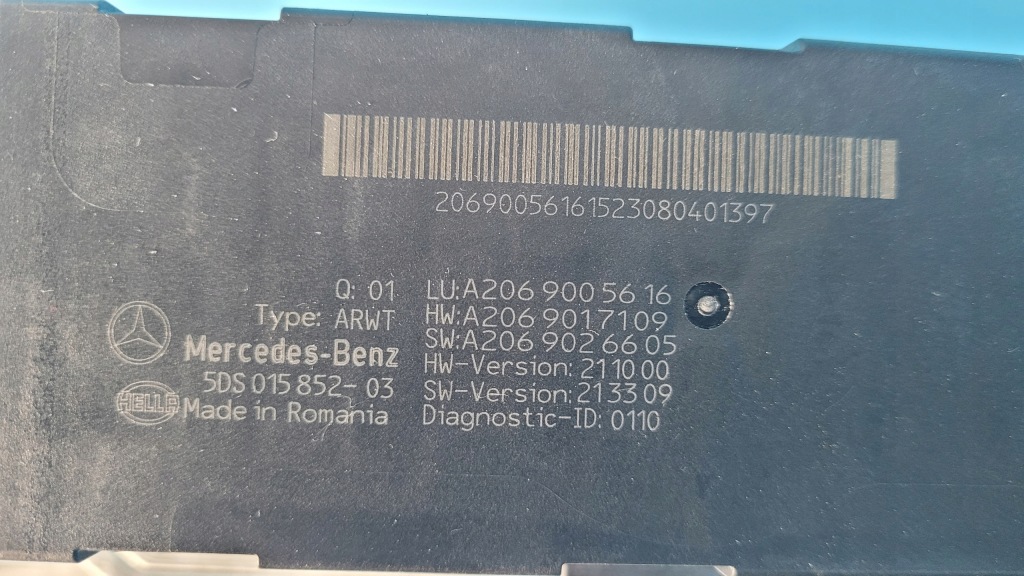 2069005616152308040​1397
Q: 01
Type: ARWT
Mercedes-Benz
5DS 015 852-03
HELLA
Made in Romania
LU:A206 900 56 16
HW:A206 901 71 09
SW:A206 902 66 05
HW-Version: 21 10 00
SW-Version: 21 33 09
Diagnostic-ID: 0110